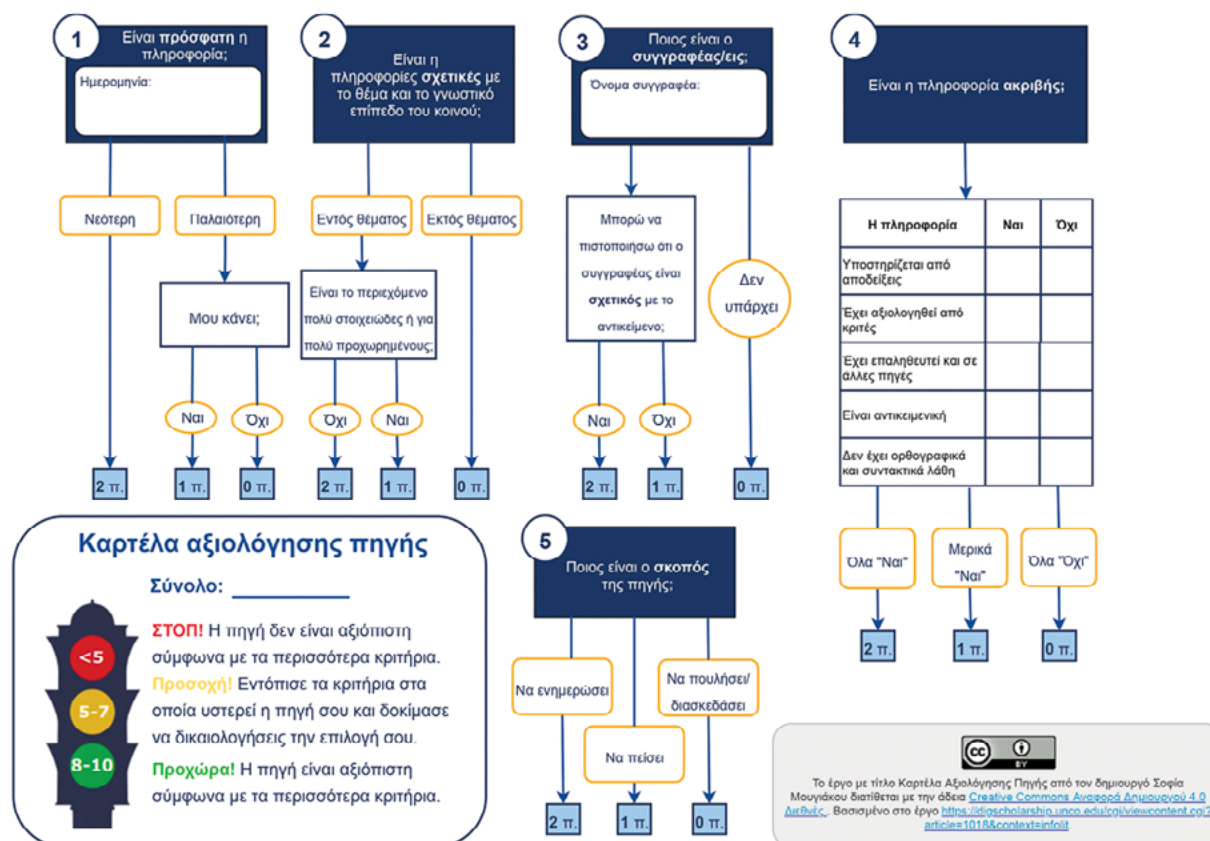 1
Είναι πρόσφατη η
πληροφορία;
Ημερομηνία:
Νεότερη
Παλαιότερη
Μου κάνει;
Ναι
Όχι
2 π.
1 π.
0 π.
2
Είναι η
πληροφορίες σχετικές με
το θέμα και το γνωστικό
επίπεδο του κοινού;
Εντός θέματος
Εκτός θέματος
Είναι το περιεχόμενο
πολύ στοιχειώδες ή για
πολύ προχωρημένους;
Όχι
Ναι
2 π.
1 π.
0 π.
3
Ποιος είναι ο
συγγραφέας/εις;
Όνομα συγγραφέα:
Μπορώ να
πιστοποιήσω ότι ο
συγγραφέας είναι
σχετικός με το
αντικείμενο;
Δεν
υπάρχει
Ναι
Όχι
2 π.
1 π.
0 π.
4
Είναι η πληροφορία ακριβής;
Η πληροφορία Ναι Όχι
Υποστηρίζεται από
αποδείξεις
Έχει αξιολογηθεί από
κριτές
Έχει επαληθευτεί και σε
άλλες πηγές
Είναι αντικειμενική
Δεν έχει ορθογραφικά
και συντακτικά λάθη
Όλα "Ναι"
Μερικά
"Ναι"
Όλα "Όχι"
2 π.
1 π.
0 π.
Καρτέλα αξιολόγησης πηγής
Σύνολο:
<5
5-7
8-10
ΣΤΟΠ! Η πηγή δεν είναι αξιόπιστη
σύμφωνα με τα περισσότερα κριτήρια.
Προσοχή! Εντόπισε τα κριτήρια στα
οποία υστερεί η πηγή σου και δοκίμασε
να δικαιολογήσεις την επιλογή σου.
Προχώρα! Η πηγή είναι αξιόπιστη
σύμφωνα με τα περισσότερα κριτήρια.
5
Ποιος είναι ο σκοπός
της πηγής;
Να ενημερώσει
Να πείσει
Να πουλήσει/
διασκεδάσει
2 π.
1 π.
0 π.
cc
BY
Το έργο με τίτλο Καρτέλα Αξιολόγησης Πηγής από τον δημιουργό Σοφία
Μουγιάκου διατίθεται με την άδεια Creative Commons Αναφορά Δημιουργού 4.0
Διεθνές . Βασισμένο στο έργο https://digscholarship.unco.edu/cgi/viewcontent.cgi?
article=1018&context=infolit.